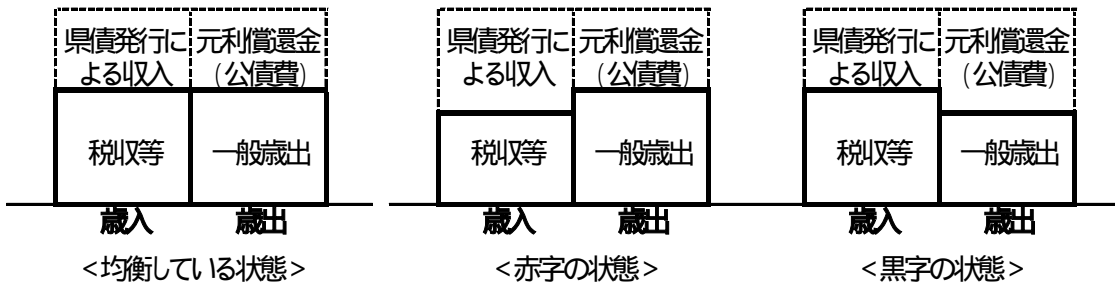 県債発行に
よる収入
元利償還金
(公債費)
税収等
一般歳出
歳入
歳出
<均衡している状態>
県債発行に
よる収入
元利償還金
(公債費)
税収等
一般歳出
歳入
歳出
<赤字の状態>
県債発行に
よる収入
元利償還金
(公債費)
税収等
一般歳出
歳入
歳出
<黒字の状態>